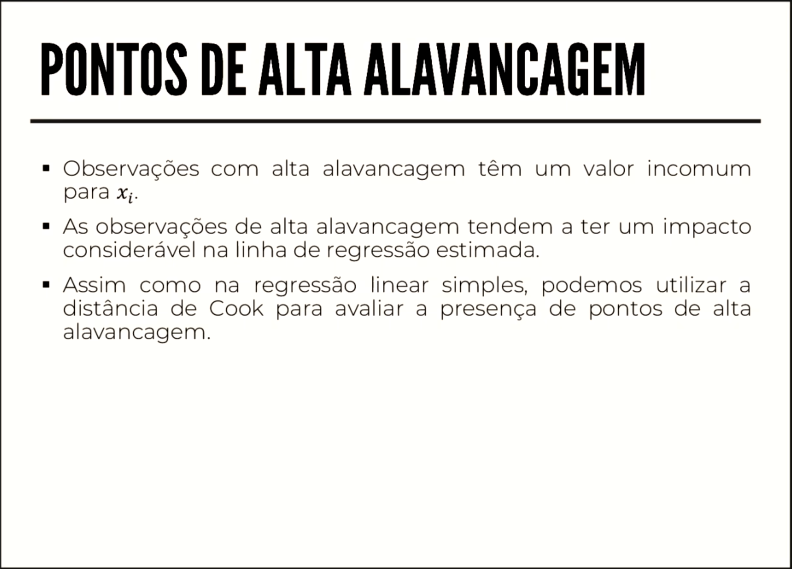 PONTOS DE ALTA ALAVANCAGEM
▪ Observações com alta alavancagem têm um valor incomum
para xᵢ.
▪ As observações de alta alavancagem tendem a ter um impacto
considerável na linha de regressão estimada.
▪ Assim como na regressão linear simples, podemos utilizar a
distância de Cook para avaliar a presença de pontos de alta
alavancagem.